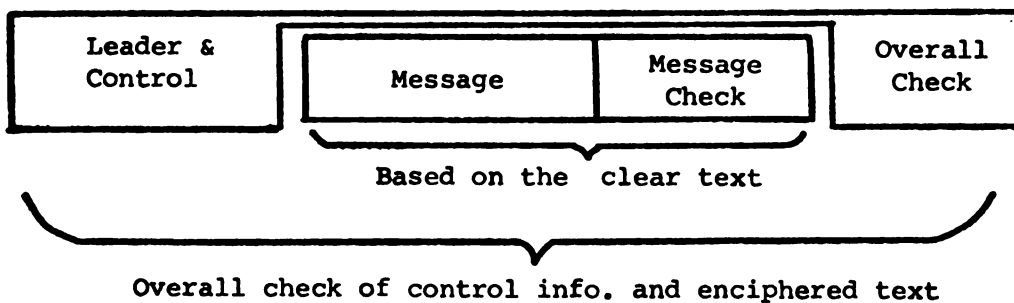 Leader &
Control
Message
Message
Check
Overall
Check
Based on the clear text
Overall check of control info. and enciphered text